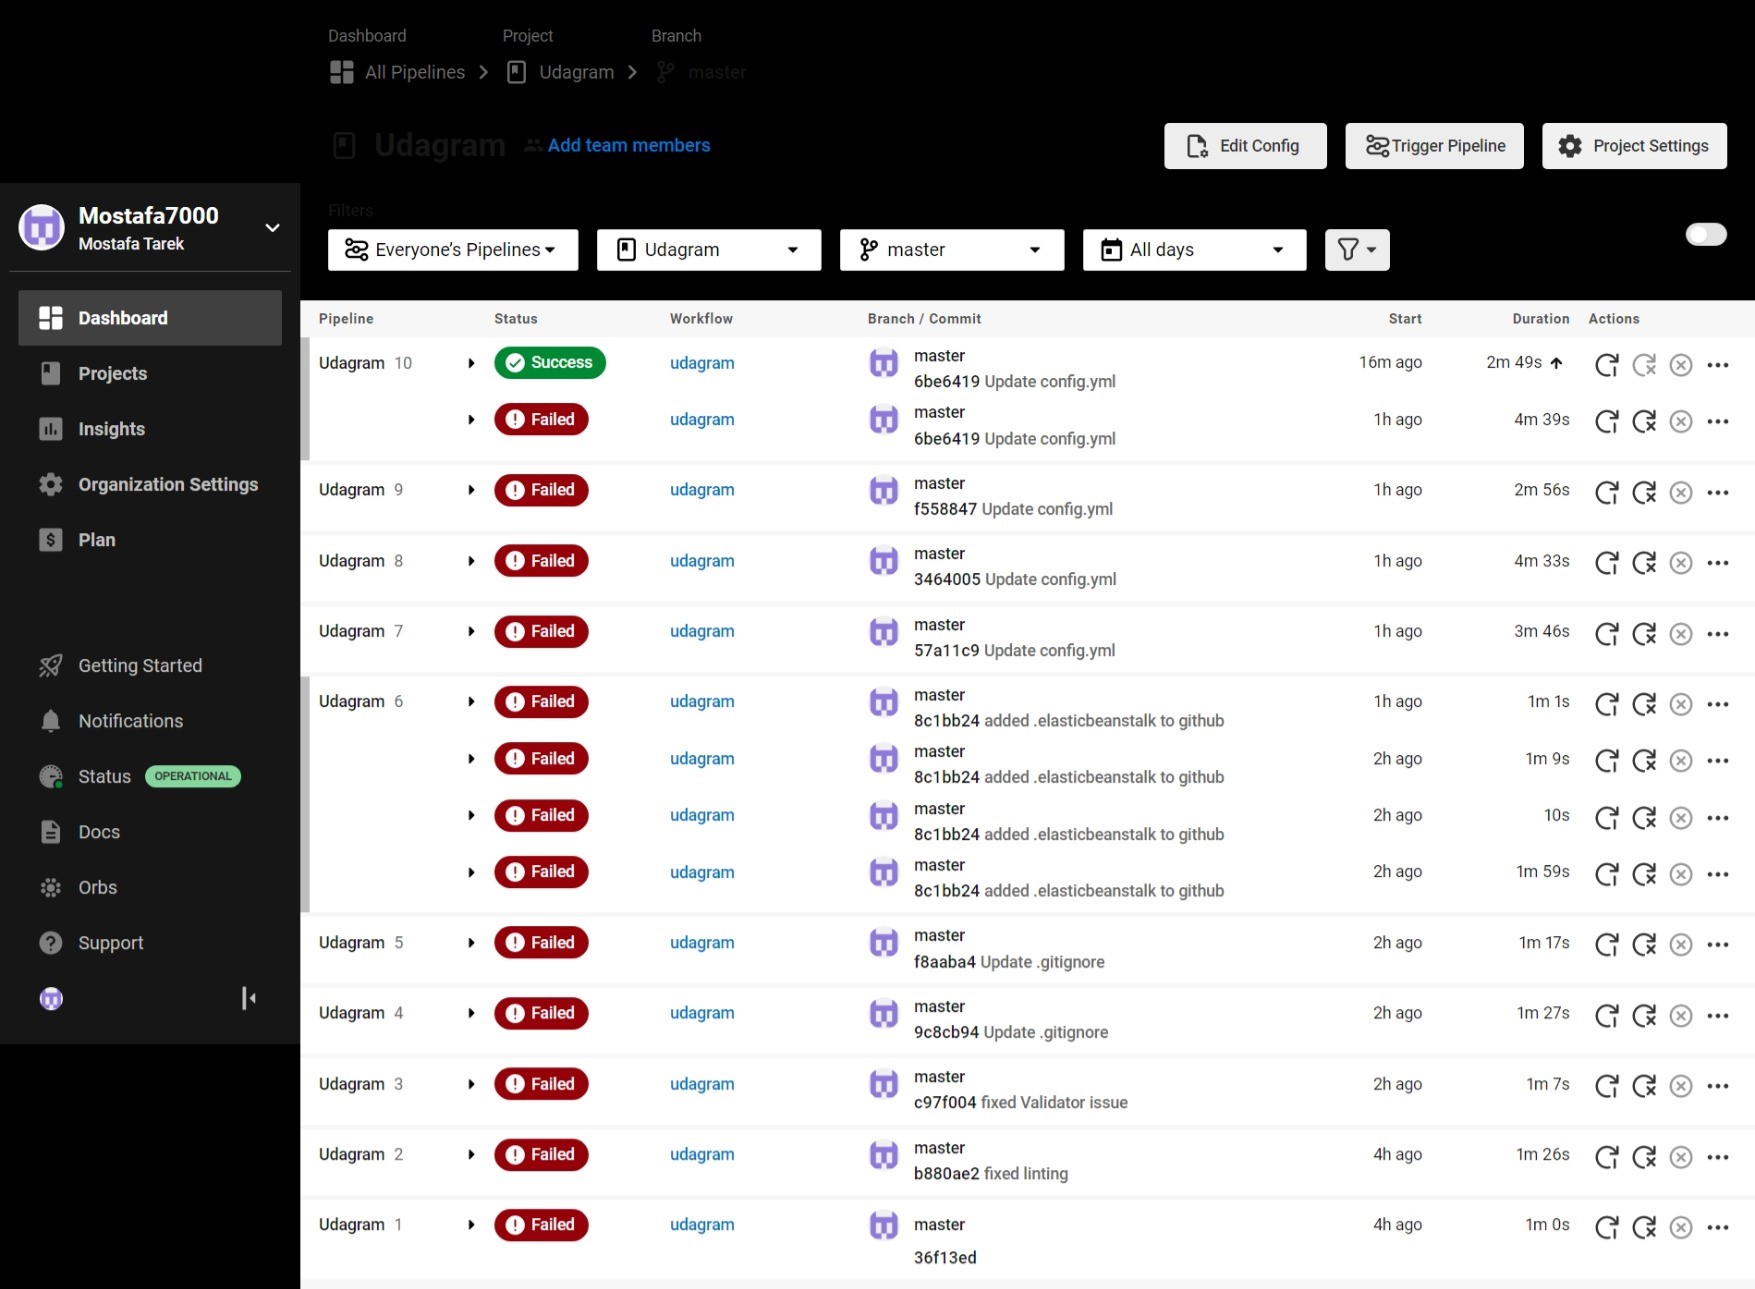 Dashboard Project Branch
All Pipelines Udagram master
Udagram Add team members
Edit Config Trigger Pipeline Project Settings
Mostafa7000
Mostafa Tarek
Dashboard
Projects
Insights
Organization Settings
Plan
Getting Started
Notifications
Status OPERATIONAL
Docs
Orbs
Support
Filters
Everyone's Pipelines Udagram master All days
Pipeline Status Workflow Branch / Commit Start Duration Actions
Udagram 10 Success udagram master 16m ago 2m 49s
6be6419 Update config.yml
Failed udagram master 1h ago 4m 39s
6be6419 Update config.yml
Udagram 9 Failed udagram master 1h ago 2m 56s
f558847 Update config.yml
Udagram 8 Failed udagram master 1h ago 4m 33s
3464005 Update config.yml
Udagram 7 Failed udagram master 1h ago 3m 46s
57a11c9 Update config.yml
Udagram 6 Failed udagram master 1h ago 1m 1s
8c1bb24 added .elasticbeanstalk to github
Failed udagram master 2h ago 1m 9s
8c1bb24 added .elasticbeanstalk to github
Failed udagram master 2h ago 10s
8c1bb24 added .elasticbeanstalk to github
Failed udagram master 2h ago 1m 59s
8c1bb24 added .elasticbeanstalk to github
Udagram 5 Failed udagram master 2h ago 1m 17s
f8aaba4 Update .gitignore
Udagram 4 Failed udagram master 2h ago 1m 27s
9c8cb94 Update .gitignore
Udagram 3 Failed udagram master 2h ago 1m 7s
c97f004 fixed Validator issue
Udagram 2 Failed udagram master 4h ago 1m 26s
b880ae2 fixed linting
Udagram 1 Failed udagram master 4h ago 1m 0s
36f13ed